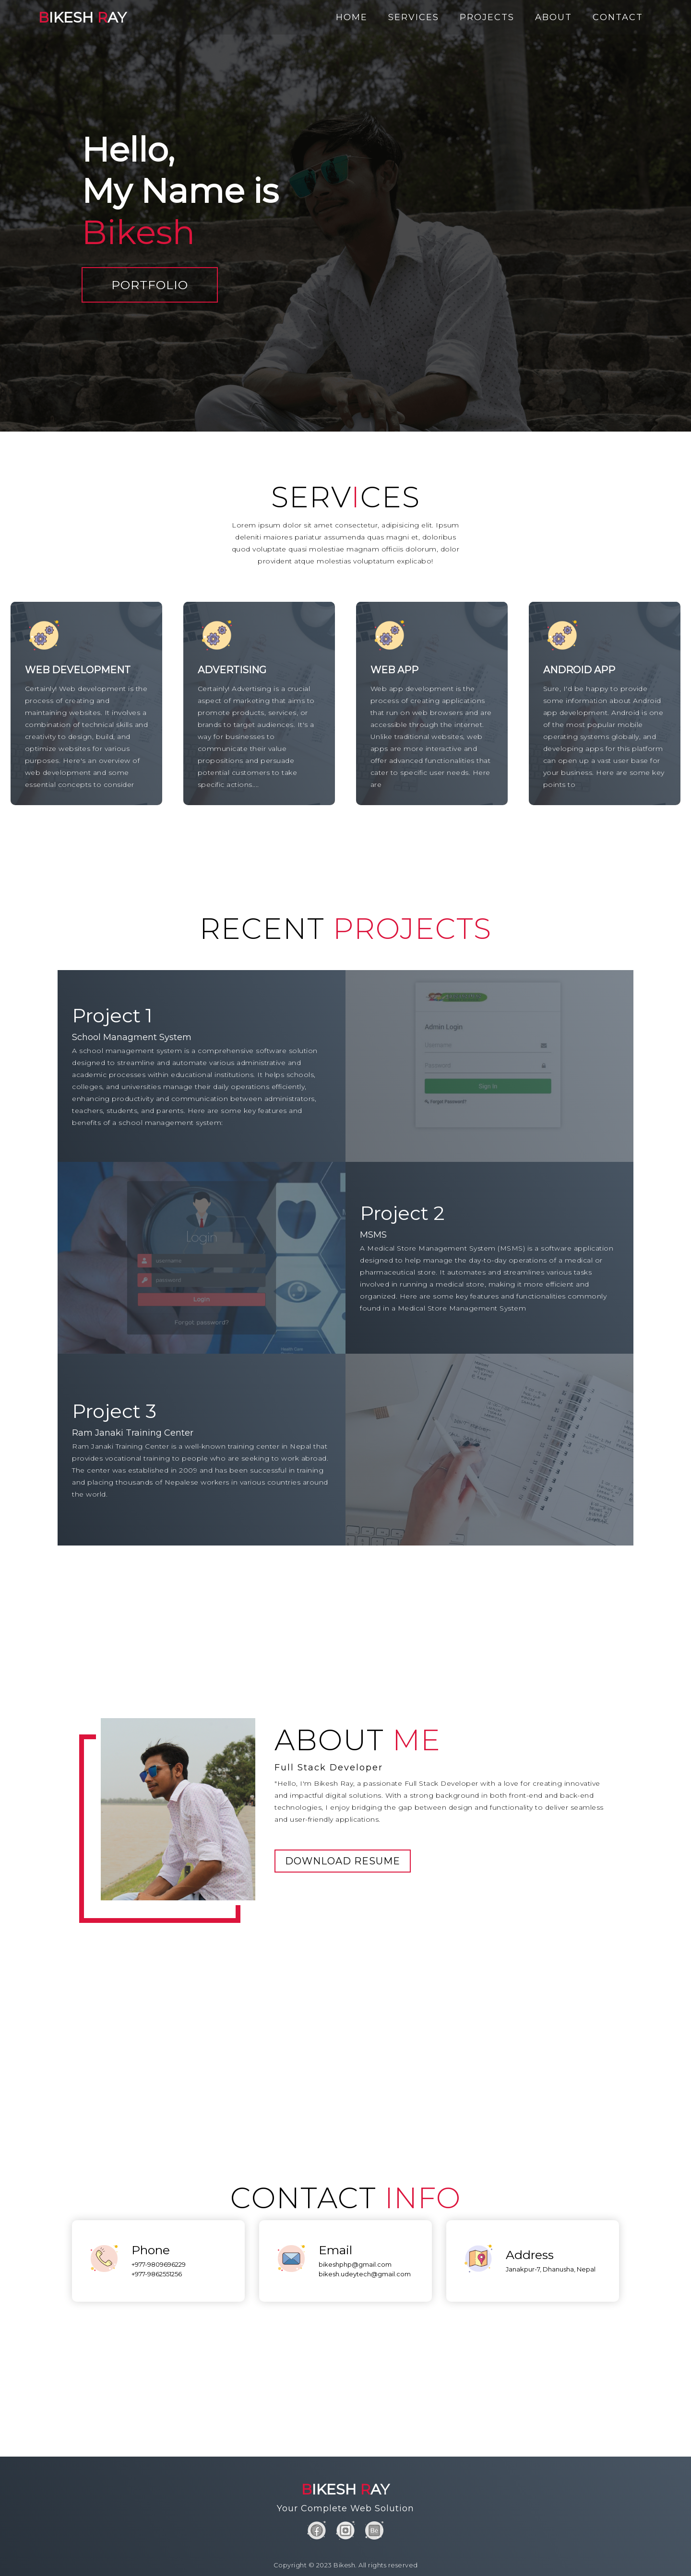 BIKESH RAY
HOME SERVICES PROJECTS ABOUT CONTACT
Hello,
My Name is
Bikesh
PORTFOLIO
SERVICES
Lorem ipsum dolor sit amet consectetur, adipisicing elit. Ipsum
deleniti maiores pariatur assumenda quas magni et, doloribus
quod voluptate quasi molestiae magnam officiis dolorum, dolor
provident atque molestias voluptatum explicabo!
WEB DEVELOPMENT
Certainly! Web development is the
process of creating and
maintaining websites. It involves a
combination of technical skills and
creativity to design, build, and
optimize websites for various
purposes. Here's an overview of
web development and some
essential concepts to consider
ADVERTISING
Certainly! Advertising is a crucial
aspect of marketing that aims to
promote products, services, or
brands to target audiences. It's a
way for businesses to
communicate their value
propositions and persuade
potential customers to take
specific actions...
WEB APP
Web app development is the
process of creating applications
that run on web browsers and are
accessible through the internet.
Unlike traditional websites, web
apps are more interactive and
offer advanced functionalities that
cater to specific user needs. Here
are
ANDROID APP
Sure, I'd be happy to provide
some information about Android
app development. Android is one
of the most popular mobile
operating systems globally, and
developing apps for this platform
can open up a vast user base for
your business. Here are some key
points to
RECENT PROJECTS
Project 1
School Managment System
A school management system is a comprehensive software solution
designed to streamline and automate various administrative and
academic processes within educational institutions. It helps schools,
colleges, and universities manage their daily operations efficiently,
enhancing productivity and communication between administrators,
teachers, students, and parents. Here are some key features and
benefits of a school management system:
Admin Login
Username
Password
Sign In
Forgot Password?
Login
username
password
Login
Forgot password?
Project 2
MSMS
A Medical Store Management System (MSMS) is a software application
designed to help manage the day-to-day operations of a medical or
pharmaceutical store. It automates and streamlines various tasks
involved in running a medical store, making it more efficient and
organized. Here are some key features and functionalities commonly
found in a Medical Store Management System
Project 3
Ram Janaki Training Center
Ram Janaki Training Center is a well-known training center in Nepal that
provides vocational training to people who are seeking to work abroad.
The center was established in 2009 and has been successful in training
and placing thousands of Nepalese workers in various countries around
the world.
ABOUT ME
Full Stack Developer
"Hello, I'm Bikesh Ray, a passionate Full Stack Developer with a love for creating innovative
and impactful digital solutions. With a strong background in both front-end and back-end
technologies, I enjoy bridging the gap between design and functionality to deliver seamless
and user-friendly applications.
DOWNLOAD RESUME
CONTACT INFO
Phone
+977-9809696229
+977-9862551256
Email
bikeshphp@gmail.com
bikesh.udeytech@gmail.com
Address
Janakpur-7, Dhanusha, Nepal
BIKESH RAY
Your Complete Web Solution
Bē
Copyright © 2023 Bikesh. All rights reserved